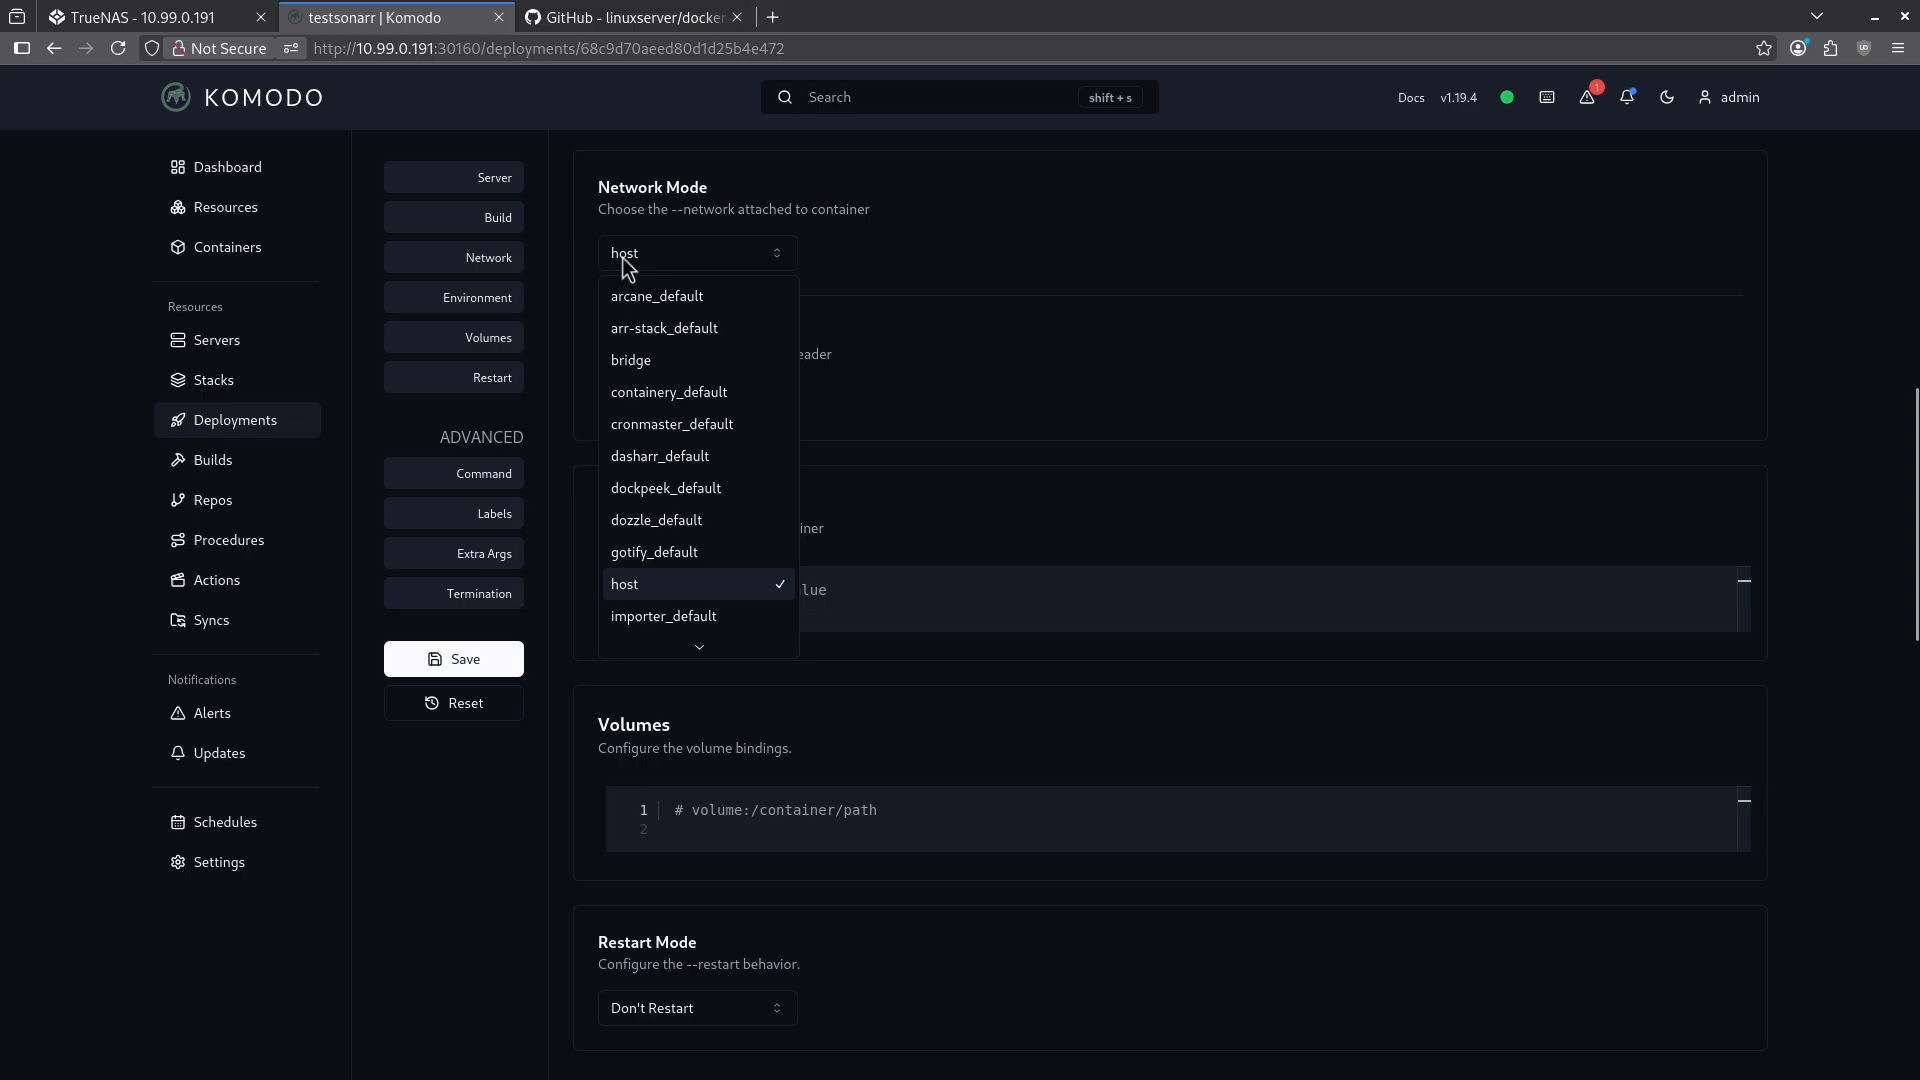 TrueNAS - 10.99.0.191
testsonarr | Komodo
GitHub - linuxserver/docker
Not Secure
http://10.99.0.191:30160/deployments/68c9d70aeed80d1d25b4e472
KOMODO
Search
shift + s
Docs
v1.19.4
1
admin
Dashboard
Resources
Containers
Resources
Servers
Stacks
Deployments
Builds
Repos
Procedures
Actions
Syncs
Notifications
Alerts
Updates
Schedules
Settings
Server
Build
Network
Environment
Volumes
Restart
ADVANCED
Command
Labels
Extra Args
Termination
Save
Reset
Network Mode
Choose the --network attached to container
host
arcane_default
arr-stack_default
bridge
containery_default
cronmaster_default
dasharr_default
dockpeek_default
dozzle_default
gotify_default
host
importer_default
eader
iner
lue
Volumes
Configure the volume bindings.
1 # volume:/container/path
2
Restart Mode
Configure the --restart behavior.
Don't Restart